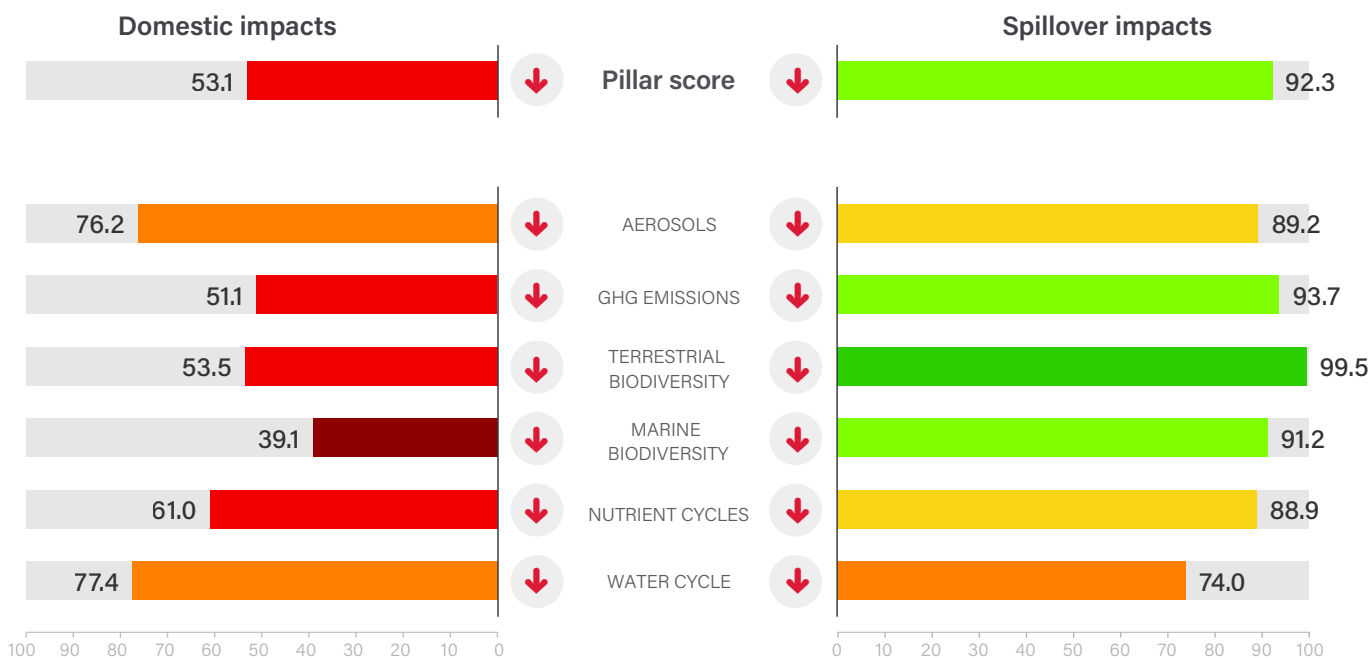 Domestic impacts Spillover impacts
53.1 Pillar score 92.3
76.2 AEROSOLS 89.2
51.1 GHG EMISSIONS 93.7
53.5 TERRESTRIAL BIODIVERSITY 99.5
39.1 MARINE BIODIVERSITY 91.2
61.0 NUTRIENT CYCLES 88.9
77.4 WATER CYCLE 74.0
100 90 80 70 60 50 40 30 20 10 0 0 10 20 30 40 50 60 70 80 90 100